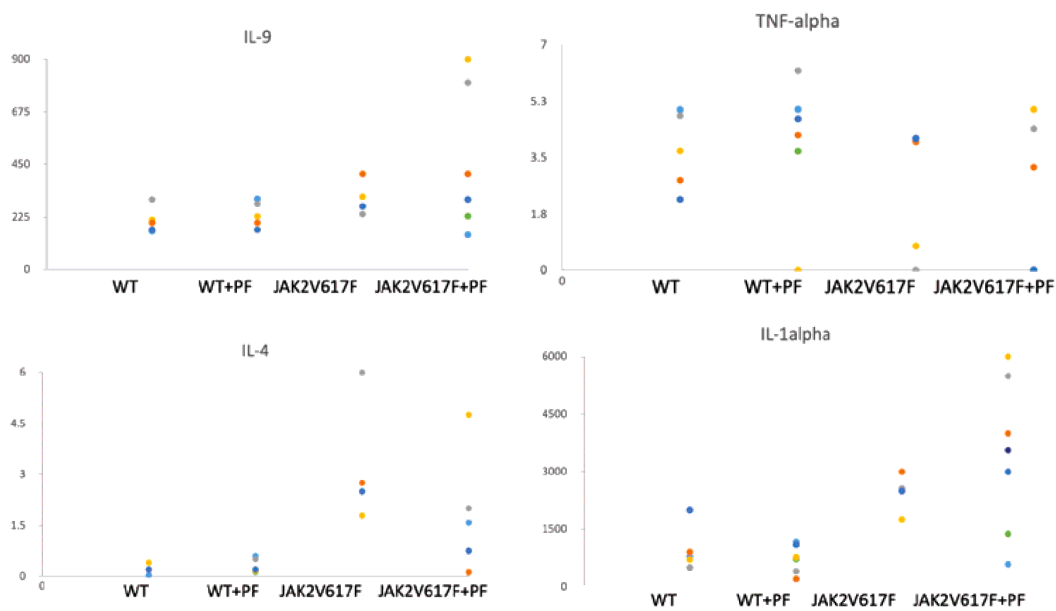 IL-9
900
675
450
225
0
WT WT+PF JAK2V617F JAK2V617F+PF
TNF-alpha
7
5.3
3.5
1.8
0
0
WT WT+PF JAK2V617F JAK2V617F+PF
IL-4
6
4.5
3
1.5
0
WT WT+PF JAK2V617F JAK2V617F+PF
IL-1alpha
6000
4500
3000
1500
0
WT WT+PF JAK2V617F JAK2V617F+PF